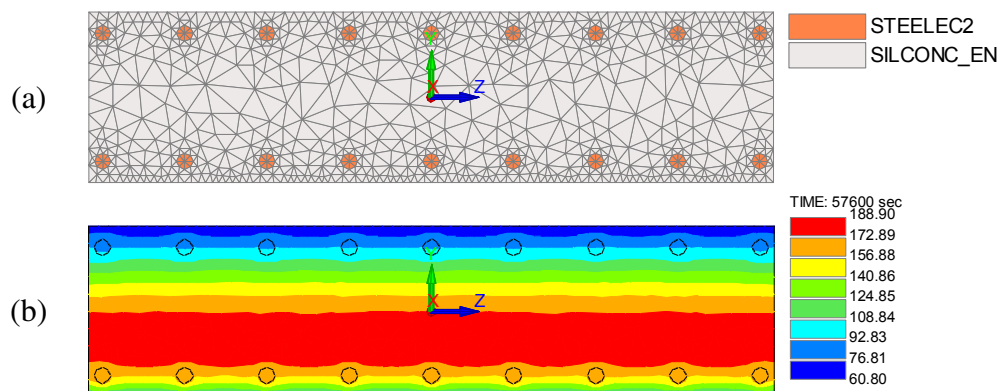 STEELEC2
SILCONC_EN
(a)
Y
X
Z
TIME: 57600 sec
188.90
172.89
156.88
140.86
124.85
108.84
92.83
76.81
60.80
(b)
Y
X
Z